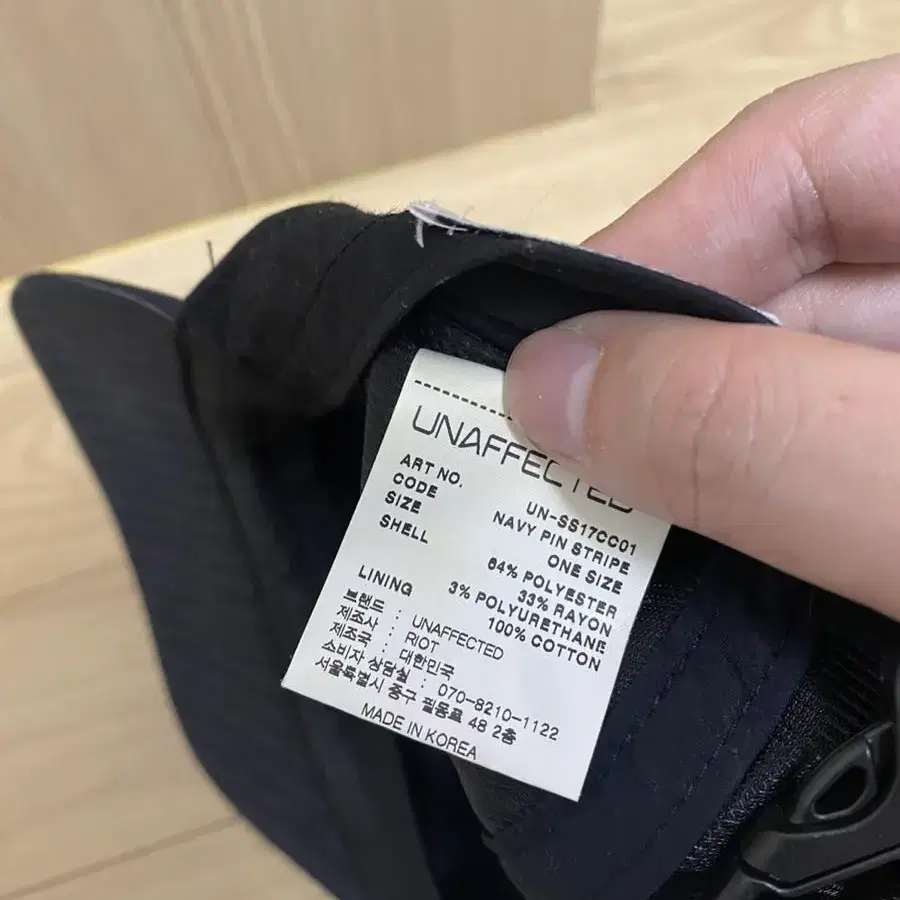 UNAFFECTED
ART NO. UN-SS17CC01
CODE NAVY PIN STRIPE
SIZE ONE SIZE
SHELL 64% POLYESTER
33% RAYON
3% POLYURETHANE
LINING 100% COTTON
브랜드 : UNAFFECTED
제조사 : RIOT
제조국 : 대한민국
소비자 상담실 : 070-8210-1122
서울특별시 중구 필동로 48 2층
MADE IN KOREA